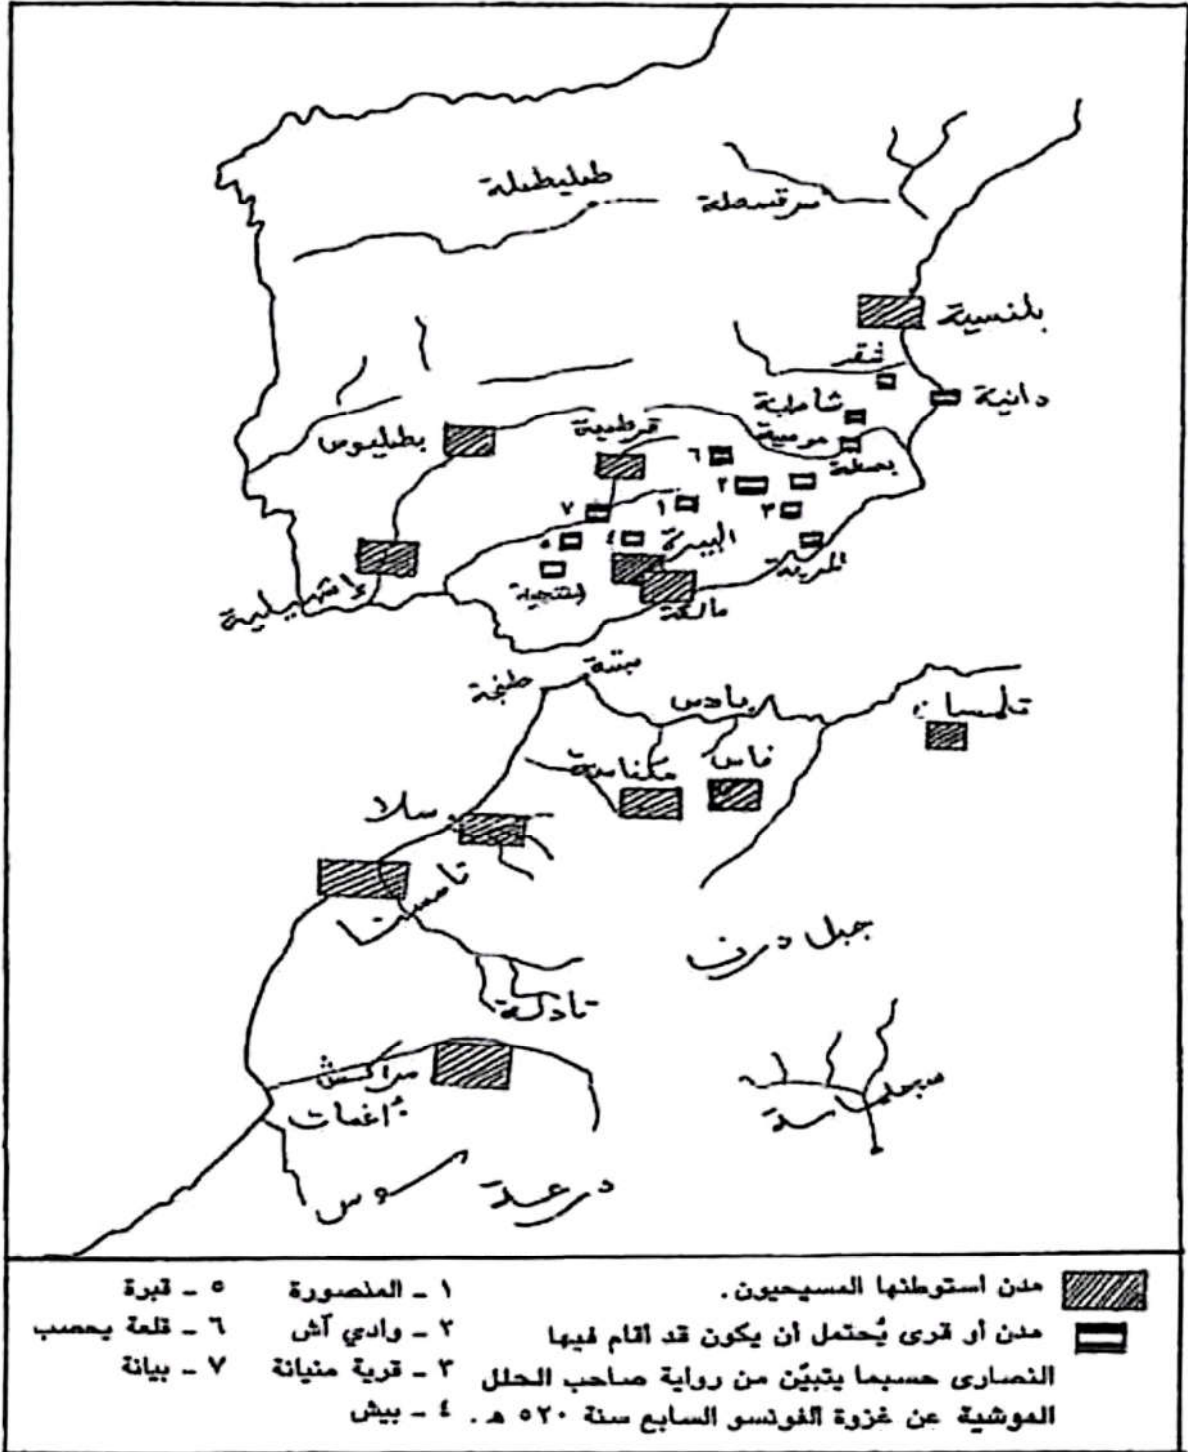 طليطلة
سرقسطة
بلنسية
شقر
دانية
شاطبة
مرسية
قرطبة
بطليوس
بسطة
٦
٢
٣
١
٧
المرية
البيرة
٤
٥
مالقة
إشبيلية
سبتة
طنجة
بادس
تلمسان
فاس
مكناسة
سلا
تامسنا
جبل درن
تادلة
مراكش
أغمات
سجلماسة
سوس
درعة
مدن استوطنها المسيحيون.
مدن أو قرى يُحتمل أن يكون قد أقام فيها
النصارى حسبما يتبيّن من رواية صاحب الحلل
الموشية عن غزوة الفونسو السابع سنة ٥٢٠ هـ.
١ ـ المنصورة
٢ ـ وادي آش
٣ ـ قرية منيانة
٤ ـ بيش
٥ ـ قبرة
٦ ـ قلعة يحصب
٧ ـ بيانة